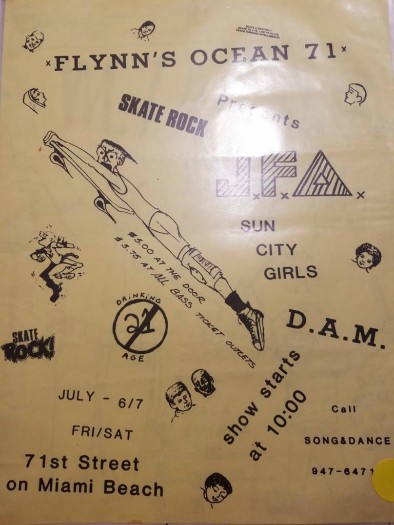 x FLYNN'S OCEAN 71 x
SKATE ROCK
Presents
J.F.A.
SUN
CITY
GIRLS
$5.00 AT THE DOOR
$3.75 AT ALL BASS TICKET OUTLETS
DRINKING
21
AGE
D.A.M.
SKATE
ROCK!
show starts
at 10:00
JULY - 6/7
FRI/SAT
71st Street
on Miami Beach
Call
SONG&DANCE
947-6471